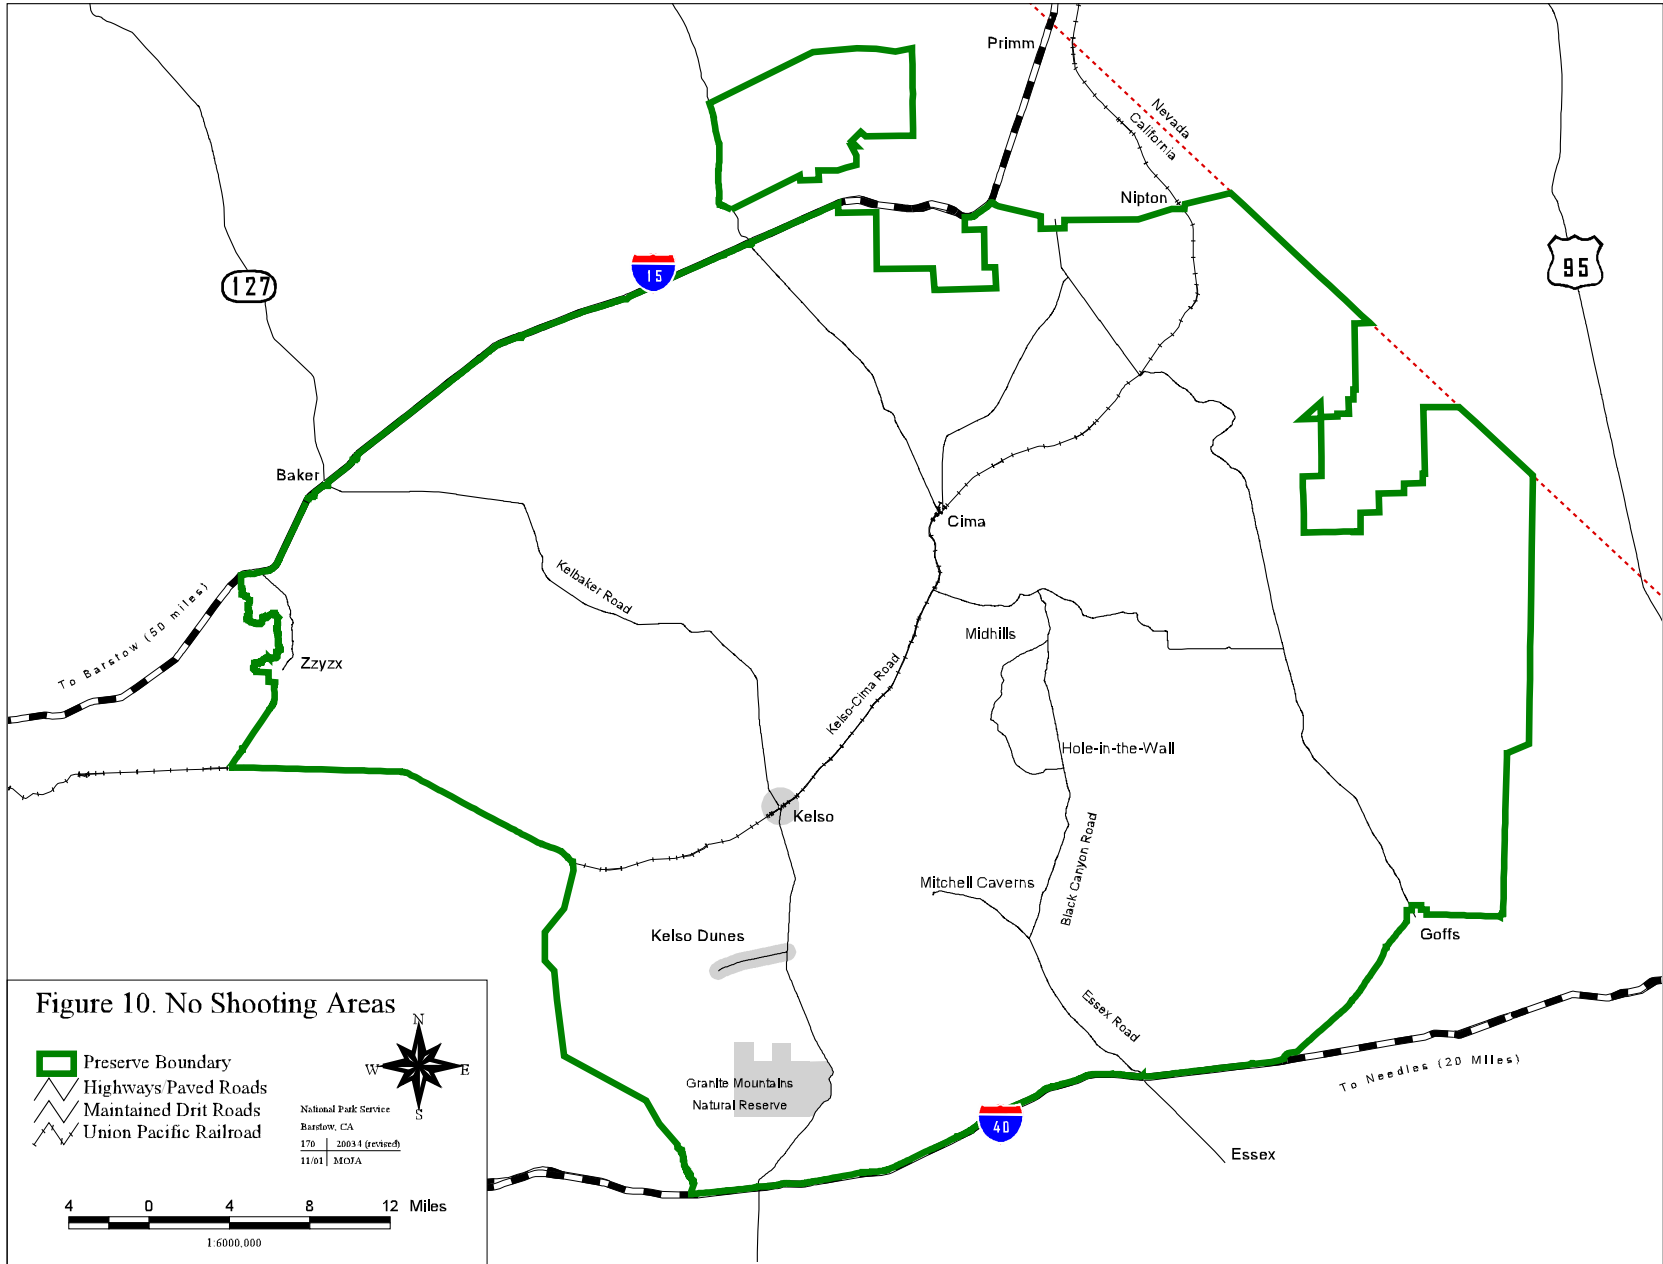 Primm
Nevada
California
Nipton
15
127
95
Baker
Cima
Kelbaker Road
To Barstow (50 miles)
Midhills
Zzyzx
Kelso-Cima Road
Hole-in-the-Wall
Kelso
Black Canyon Road
Mitchell Caverns
Kelso Dunes
Goffs
Essex Road
Granite Mountains
Natural Reserve
To Needles (20 Miles)
40
Essex
Figure 10. No Shooting Areas
N
W
E
S
Preserve Boundary
Highways/Paved Roads
Maintained Drit Roads
Union Pacific Railroad
National Park Service
Barstow, CA
170 | 20034 (revised)
11/01 | MOJA
4 0 4 8 12 Miles
1:6000,000